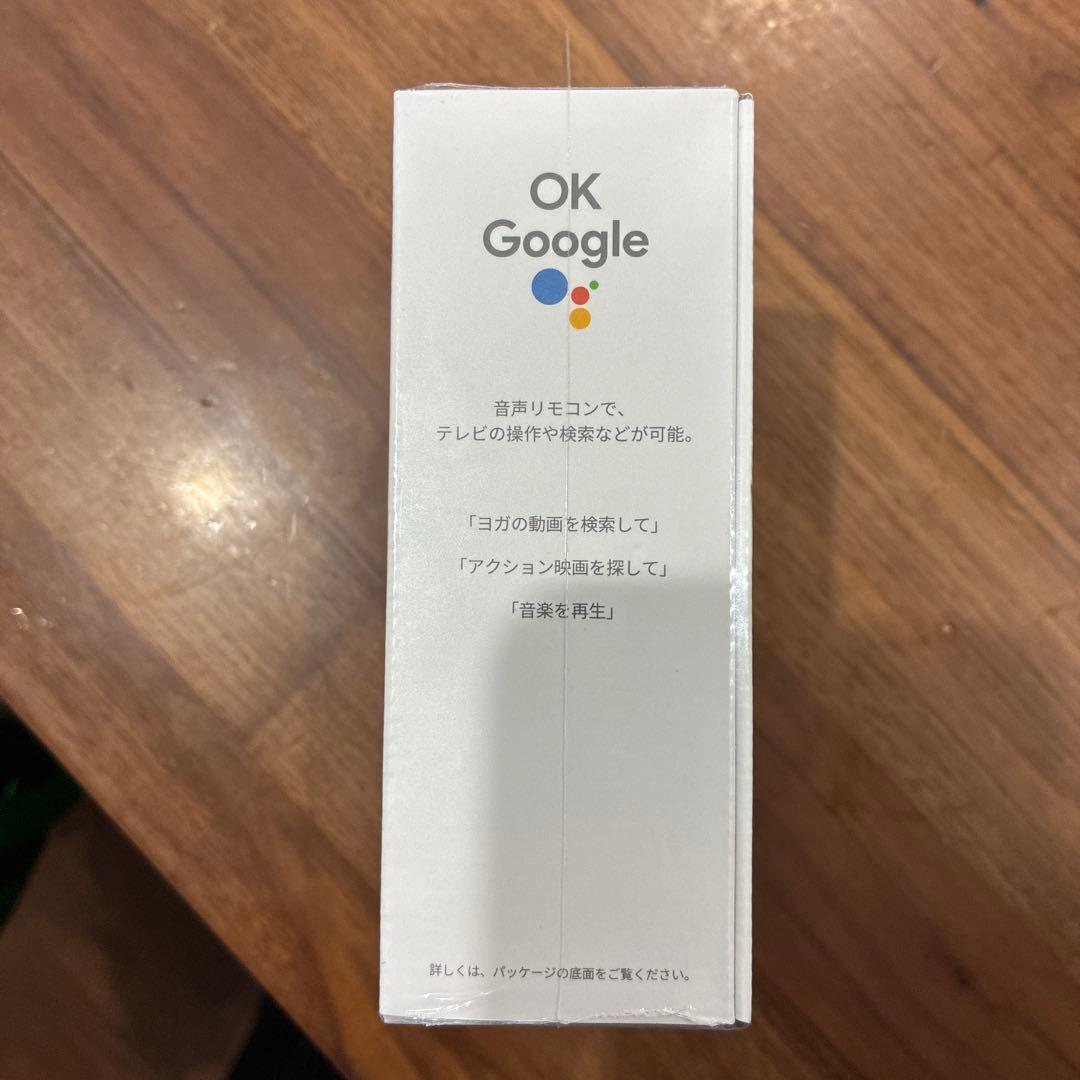 OK
Google
音声リモコンで、
テレビの操作や検索などが可能。
「ヨガの動画を検索して」
「アクション映画を探して」
「音楽を再生」
詳しくは、パッケージの底面をご覧ください。